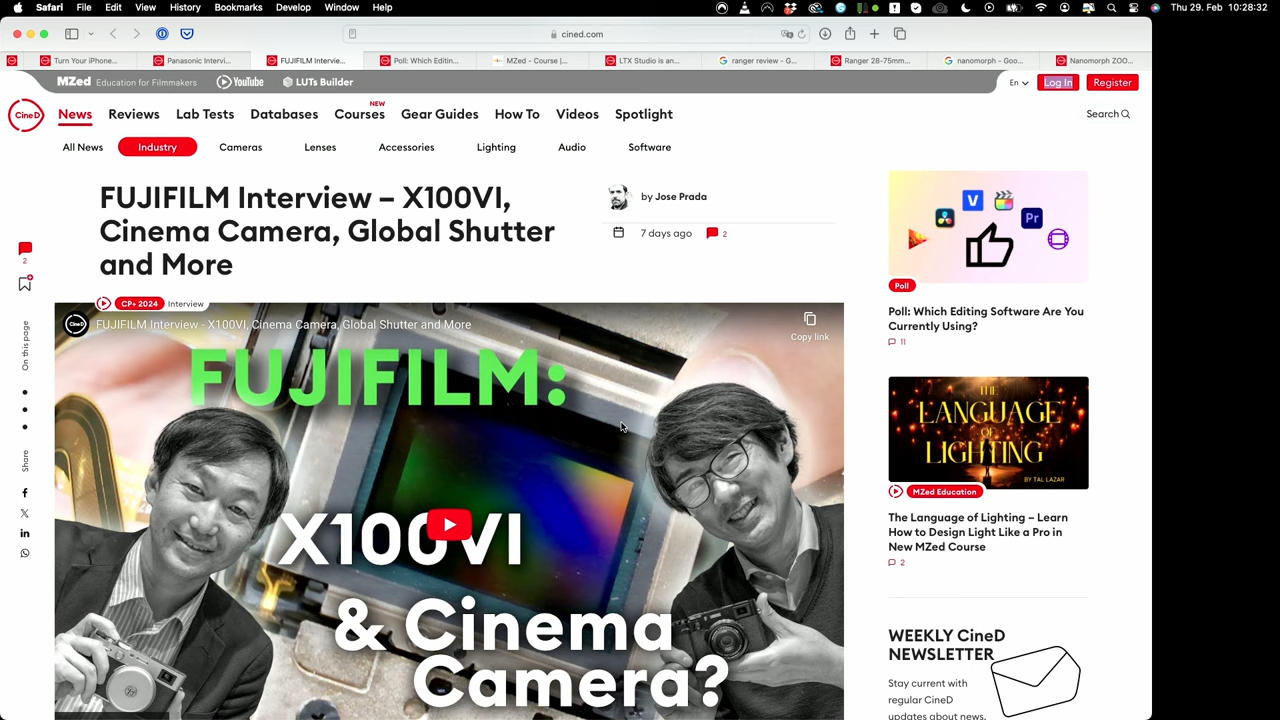 Safari File Edit View History Bookmarks Develop Window Help
Thu 29. Feb 10:28:32
cined.com
Turn Your iPhone...
Panasonic Intervi...
FUJIFILM Intervie...
Poll: Which Editin...
MZed - Course |...
LTX Studio is an...
ranger review - G...
Ranger 28-75mm...
nanomorph - Goo...
Nanomorph ZOO...
MZed Education for Filmmakers
YouTube
LUTs Builder
En
Log In
Register
CineD
News
Reviews
Lab Tests
Databases
NEW
Courses
Gear Guides
How To
Videos
Spotlight
Search
All News
Industry
Cameras
Lenses
Accessories
Lighting
Audio
Software
FUJIFILM Interview – X100VI,
Cinema Camera, Global Shutter
and More
by Jose Prada
7 days ago
2
2
On this page
Share
CP+ 2024
Interview
CineD
FUJIFILM Interview - X100VI, Cinema Camera, Global Shutter and More
Copy link
FUJIFILM:
X100VI
& Cinema
Camera?
V
Pr
Poll
Poll: Which Editing Software Are You
Currently Using?
11
THE
LANGUAGE
OF
LIGHTING
BY TAL LAZAR
MZed Education
The Language of Lighting – Learn
How to Design Light Like a Pro in
New MZed Course
2
WEEKLY CineD
NEWSLETTER
Stay current with
regular CineD
updates about news,